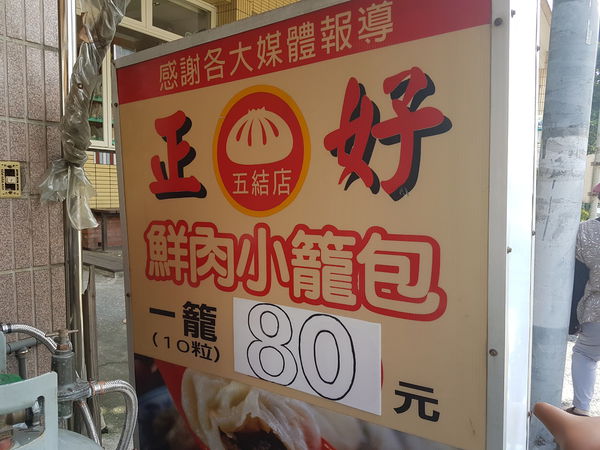 感謝各大媒體報導
正 好
五結店
鮮肉小籠包
一籠 80 元
(10粒)